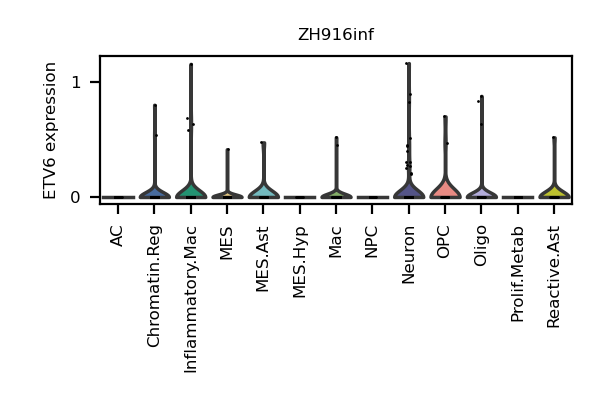 ZH916inf
ETV6 expression
1
0
AC
Chromatin.Reg
Inflammatory.Mac
MES
MES.Ast
MES.Hyp
Mac
NPC
Neuron
OPC
Oligo
Prolif.Metab
Reactive.Ast